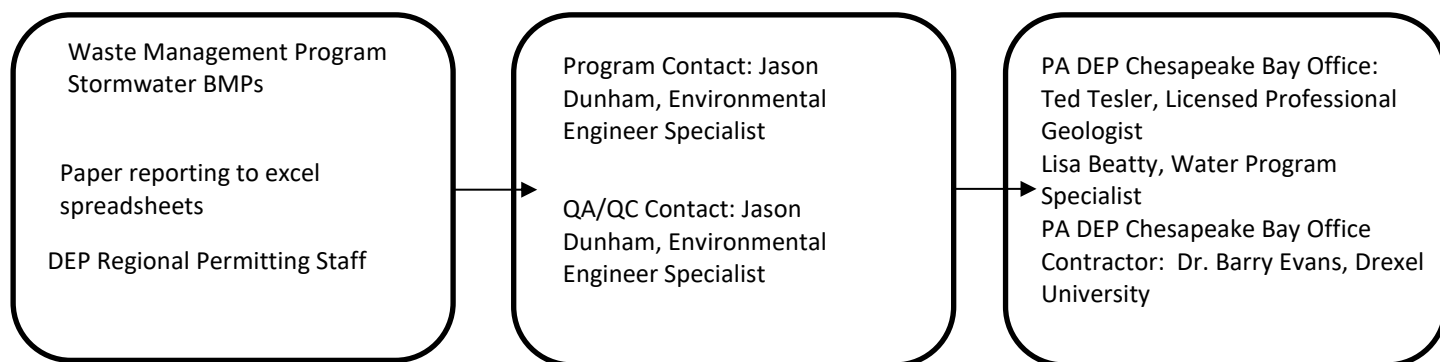 Waste Management Program
Stormwater BMPs
Paper reporting to excel
spreadsheets
DEP Regional Permitting Staff
Program Contact: Jason
Dunham, Environmental
Engineer Specialist
QA/QC Contact: Jason
Dunham, Environmental
Engineer Specialist
PA DEP Chesapeake Bay Office:
Ted Tesler, Licensed Professional
Geologist
Lisa Beatty, Water Program
Specialist
PA DEP Chesapeake Bay Office
Contractor: Dr. Barry Evans, Drexel
University